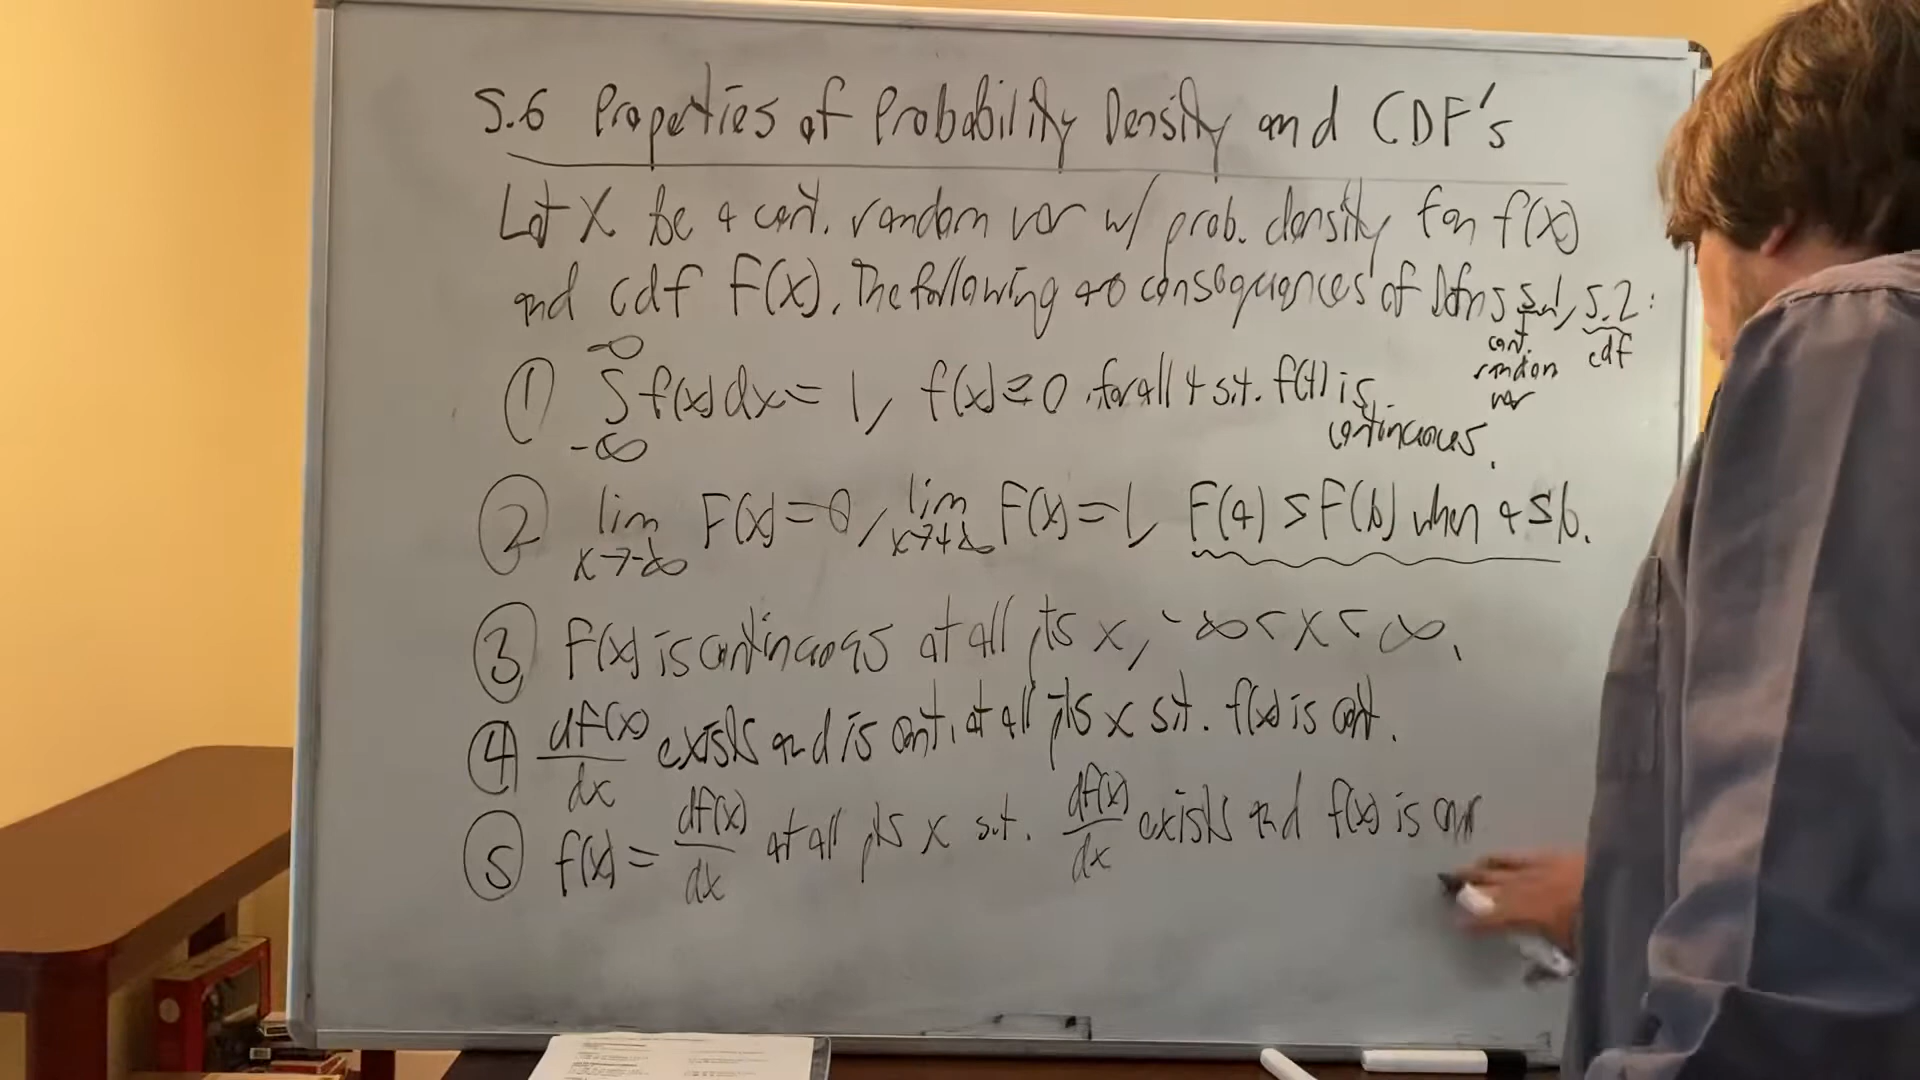 5.6 Properties of Probability Density and CDF's
Let X be a cont. random var w/ prob. density fcn f(x)
and cdf F(x). The following are consequences of Defns 5.1, 5.2:
cont. random var
cdf
① ∫_{-∞}^{∞} f(x)dx = 1, f(x) ≥ 0 for all t s.t. f(t) is continuous.
② lim_{x→-∞} F(x) = 0, lim_{x→+∞} F(x) = 1, F(a) ≤ F(b) when a ≤ b.
③ F(x) is continuous at all pts x, -∞ < x < ∞.
④ dF(x)/dx exists and is cont. at all pts x s.t. f(x) is cont.
⑤ f(x) = dF(x)/dx at all pts x s.t. dF(x)/dx exists and f(x) is con